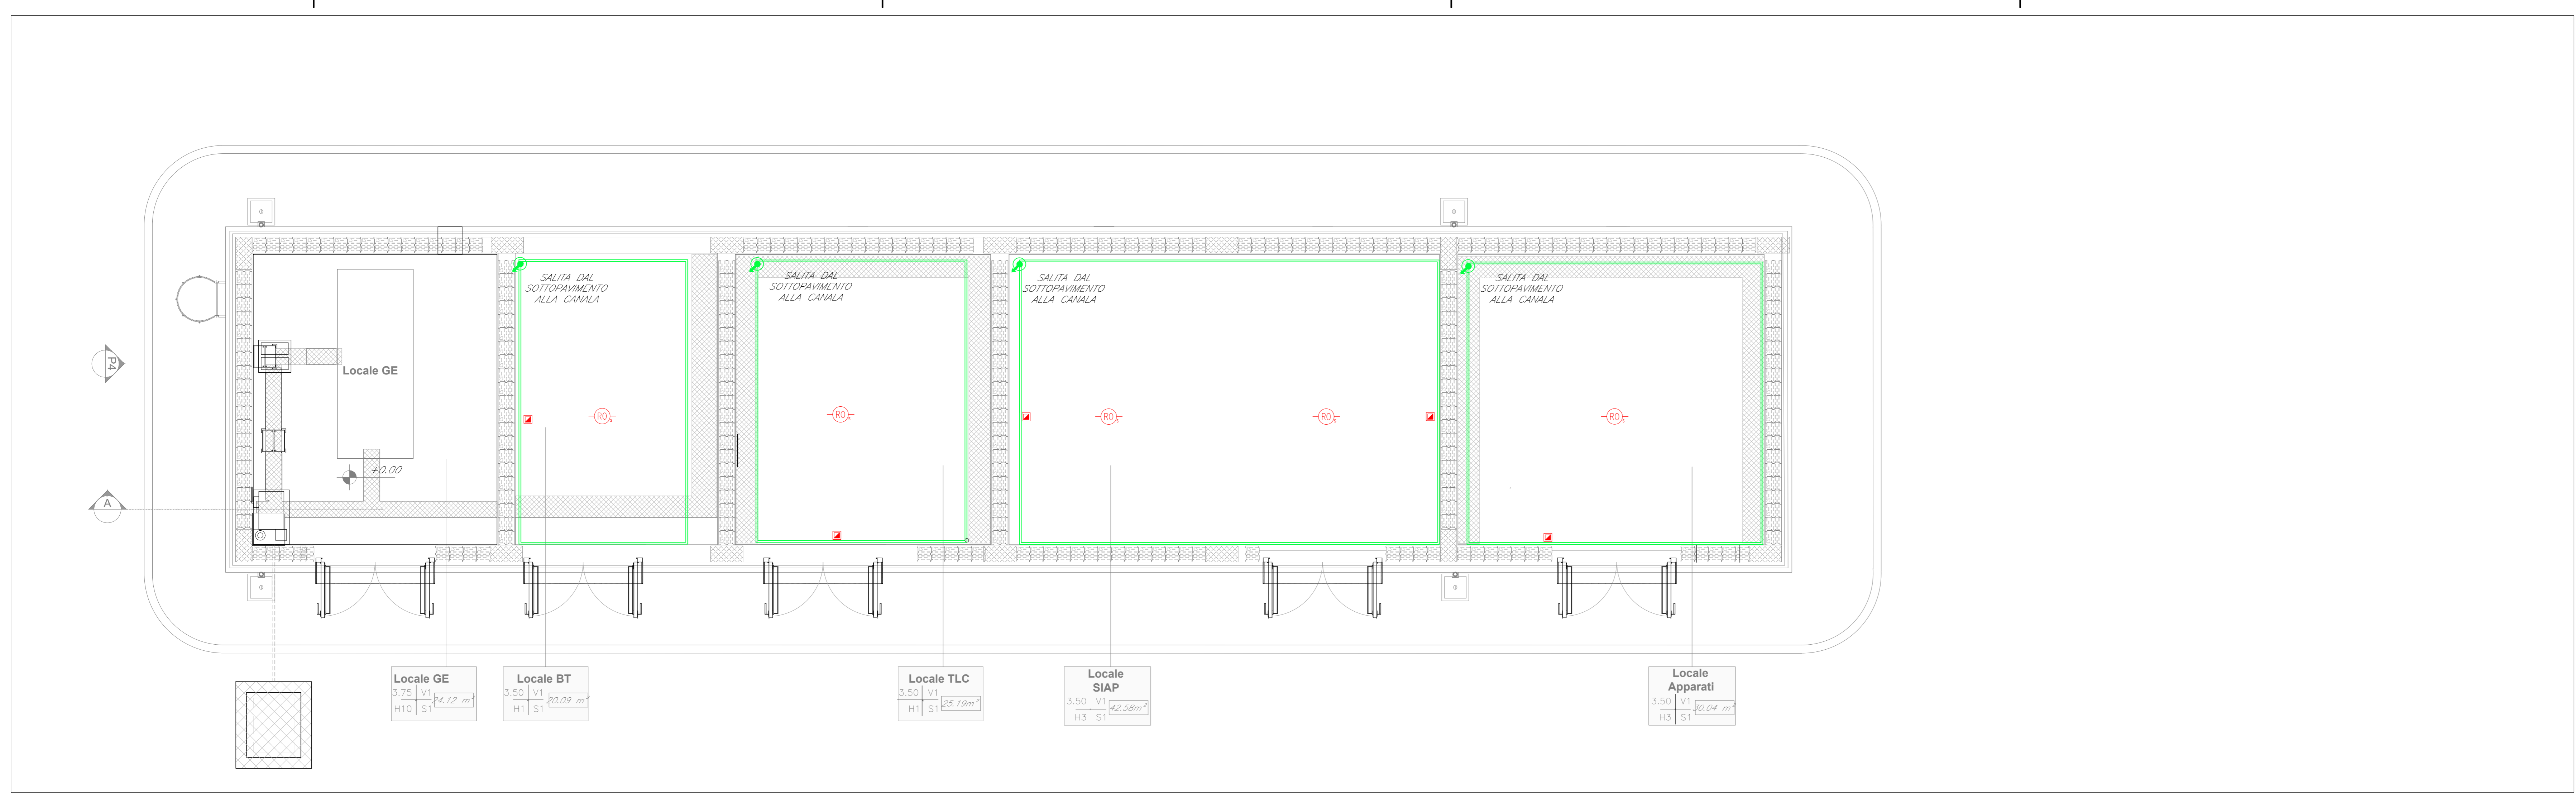 SALITA DAL
SOTTOPAVIMENTO
ALLA CANALA
SALITA DAL
SOTTOPAVIMENTO
ALLA CANALA
SALITA DAL
SOTTOPAVIMENTO
ALLA CANALA
SALITA DAL
SOTTOPAVIMENTO
ALLA CANALA
P4
Locale GE
RO
RO
RO
RO
RO
+0.00
A
Locale GE
3.75 V1
24.12 m²
H10 S1
Locale BT
3.50 V1
20.09 m²
H1 S1
Locale TLC
3.50 V1
25.19m²
H1 S1
Locale
SIAP
3.50 V1
42.58m²
H3 S1
Locale
Apparati
3.50 V1
30.04 m²
H3 S1